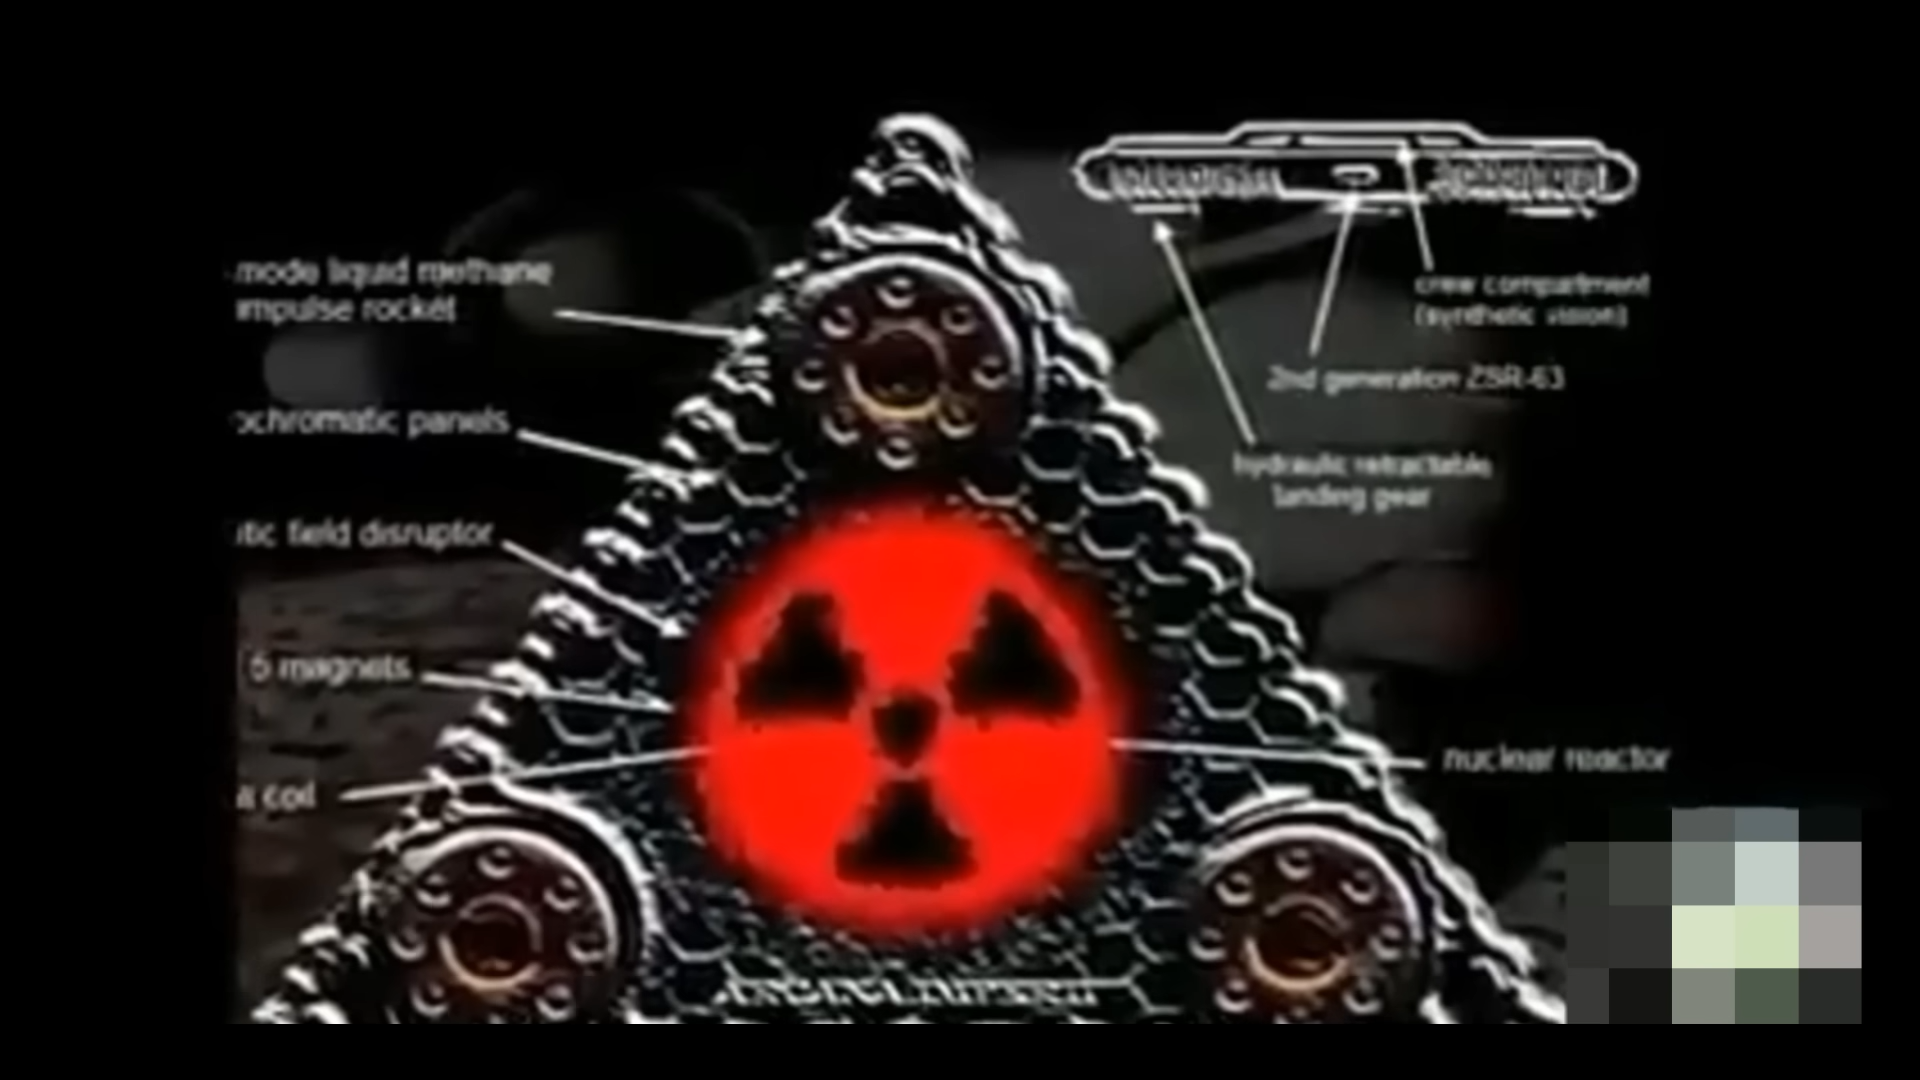 mode liquid methane
impulse rocket
ochromatic panels
tic field disruptor
5 magnets
a coil
crew compartment
(synthetic vision)
2nd generation ZSR-63
hydraulic retractable
landing gear
nuclear reactor